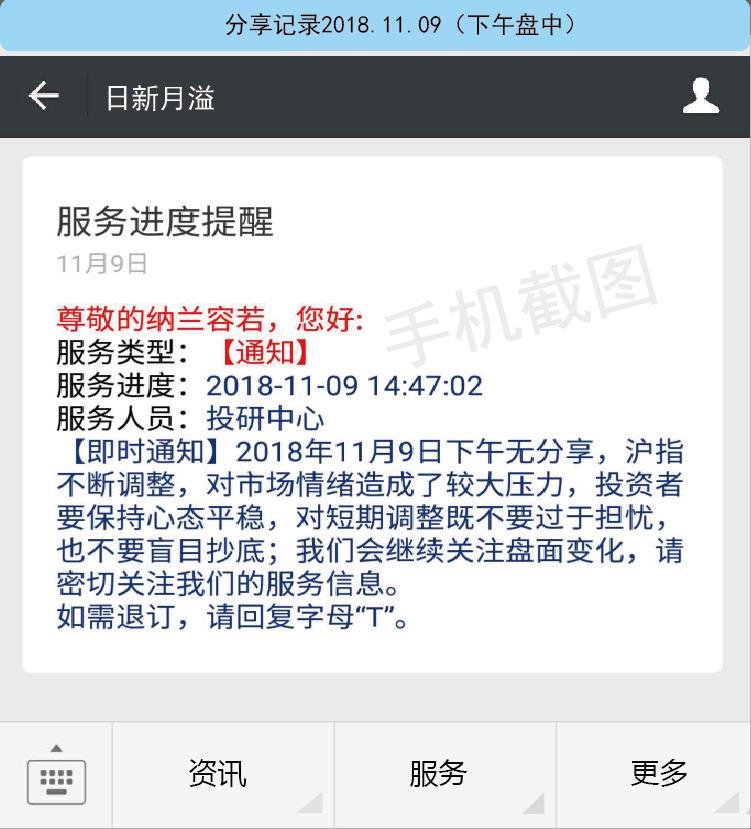 分享记录2018.11.09（下午盘中）
日新月溢
服务进度提醒
11月9日
手机截图
尊敬的纳兰容若，您好:
服务类型：【通知】
服务进度：2018-11-09 14:47:02
服务人员：投研中心
【即时通知】2018年11月9日下午无分享，沪指
不断调整，对市场情绪造成了较大压力，投资者
要保持心态平稳，对短期调整既不要过于担忧，
也不要盲目抄底；我们会继续关注盘面变化，请
密切关注我们的服务信息。
如需退订，请回复字母“T”。
资讯
服务
更多